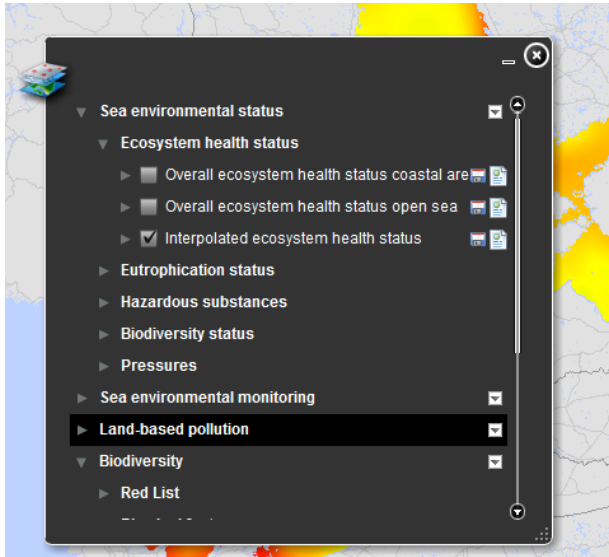 Sea environmental status
Ecosystem health status
Overall ecosystem health status coastal are
Overall ecosystem health status open sea
Interpolated ecosystem health status
Eutrophication status
Hazardous substances
Biodiversity status
Pressures
Sea environmental monitoring
Land-based pollution
Biodiversity
Red List